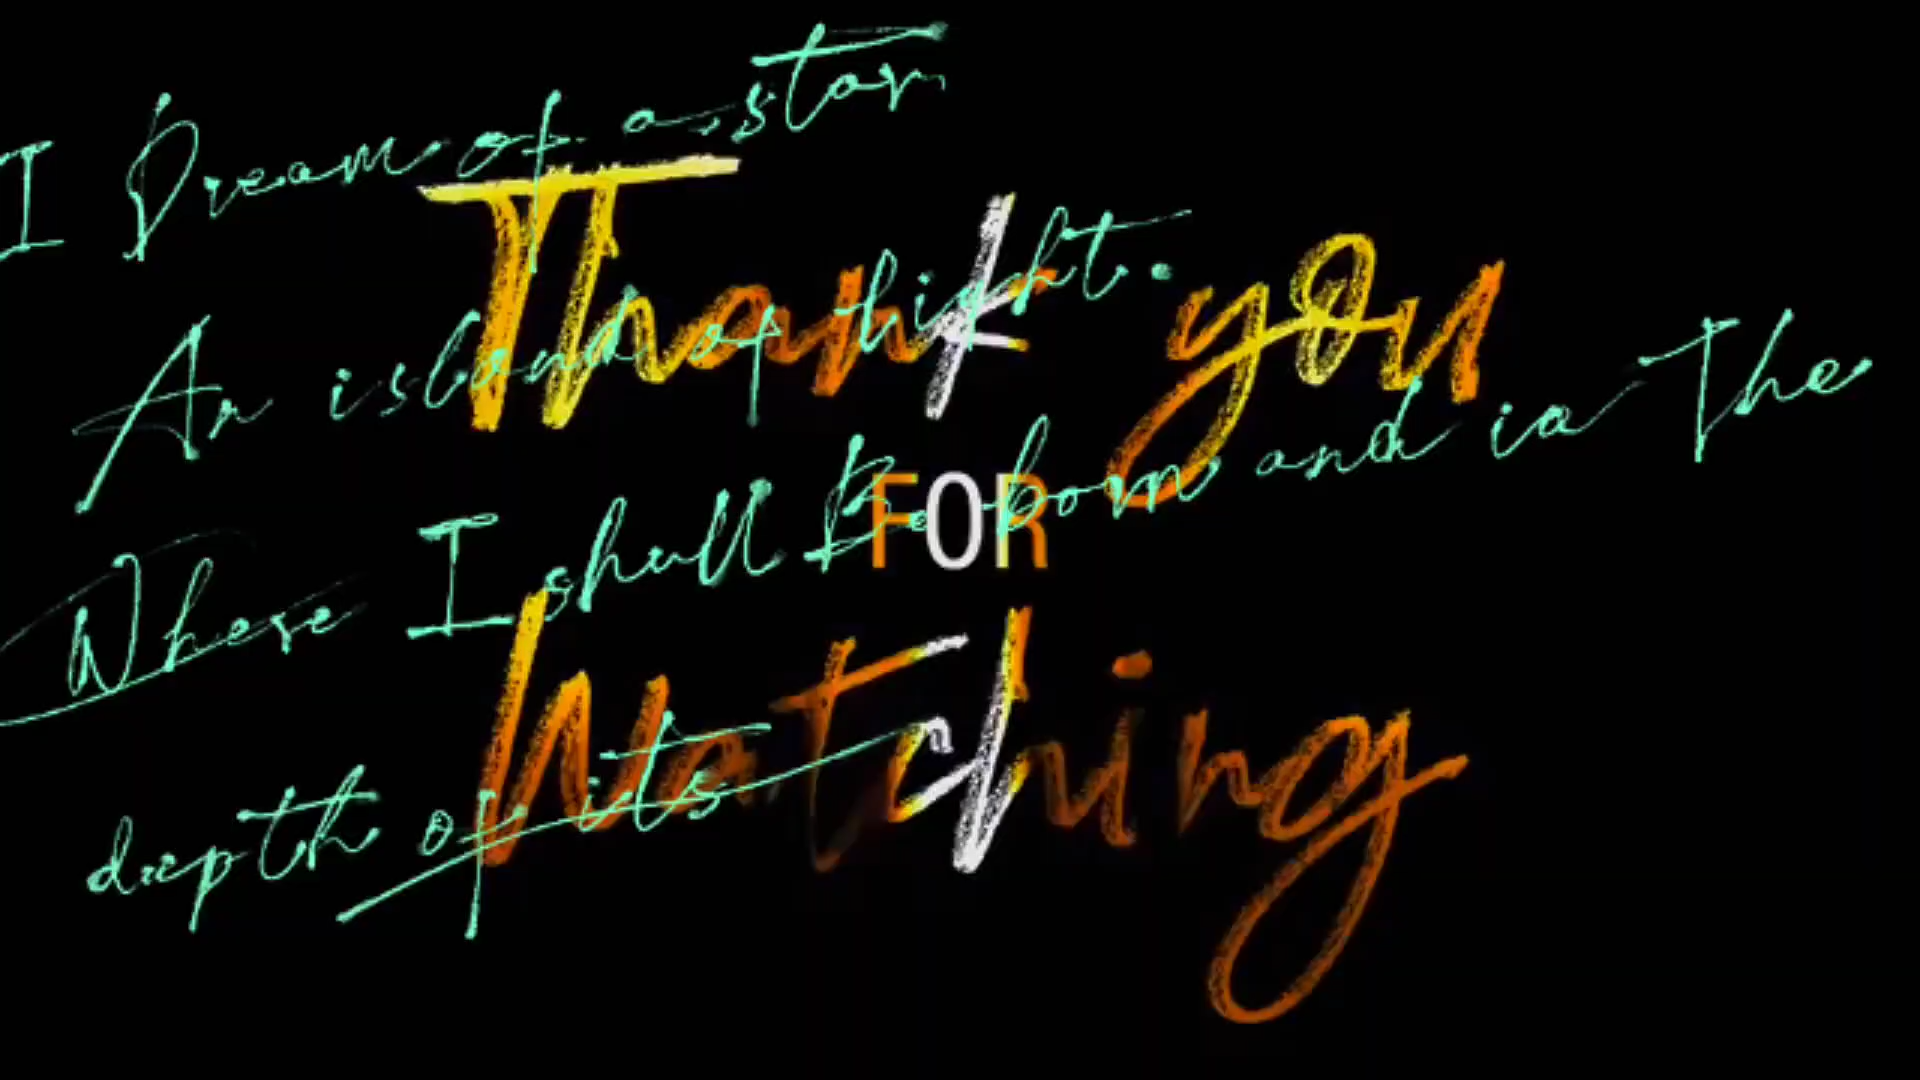 I Dream of a star
Thank you
An island of light.
Where I shall Be born and in The
FOR
Watching
depth of its